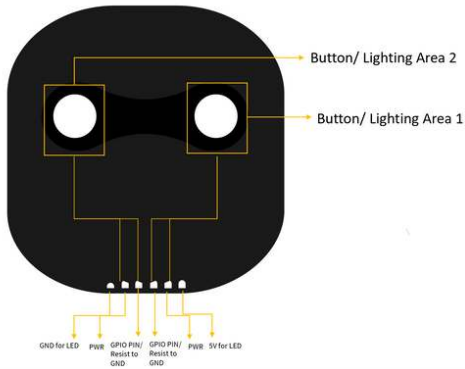 Button/ Lighting Area 2
Button/ Lighting Area 1
GND for LED PWR GPIO PIN/ GPIO PIN/ PWR 5V for LED
Resist to Resist to
GND GND